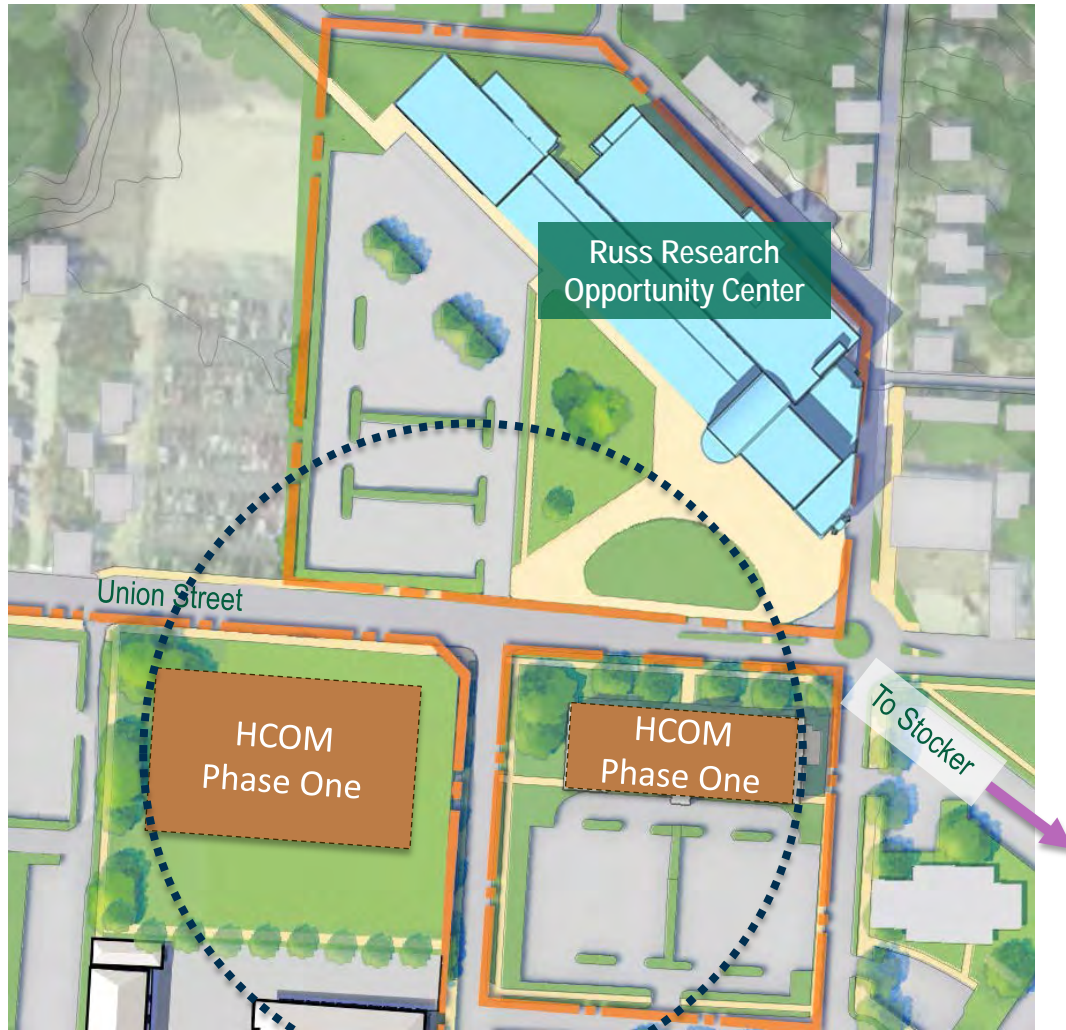 Russ Research
Opportunity Center
Union Street
HCOM
Phase One
HCOM
Phase One
To Stocker